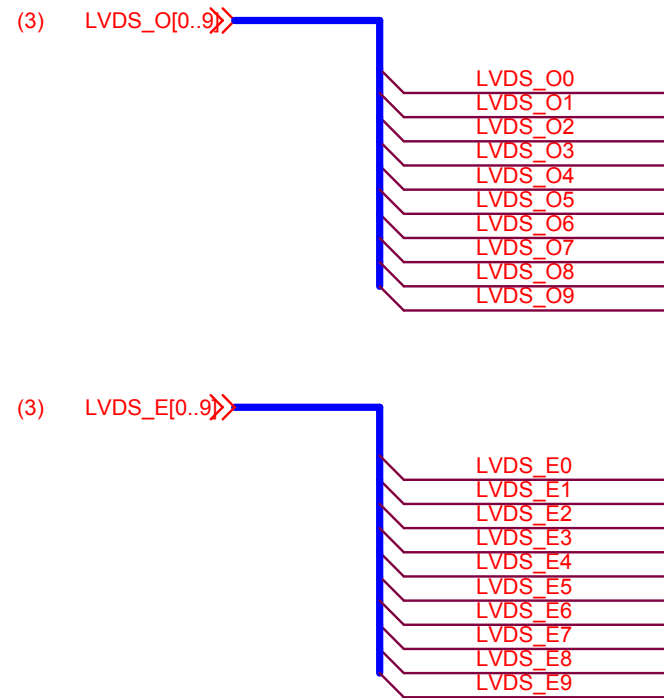 (3) LVDS_O[0..9]
LVDS_O0
LVDS_O1
LVDS_O2
LVDS_O3
LVDS_O4
LVDS_O5
LVDS_O6
LVDS_O7
LVDS_O8
LVDS_O9
(3) LVDS_E[0..9]
LVDS_E0
LVDS_E1
LVDS_E2
LVDS_E3
LVDS_E4
LVDS_E5
LVDS_E6
LVDS_E7
LVDS_E8
LVDS_E9